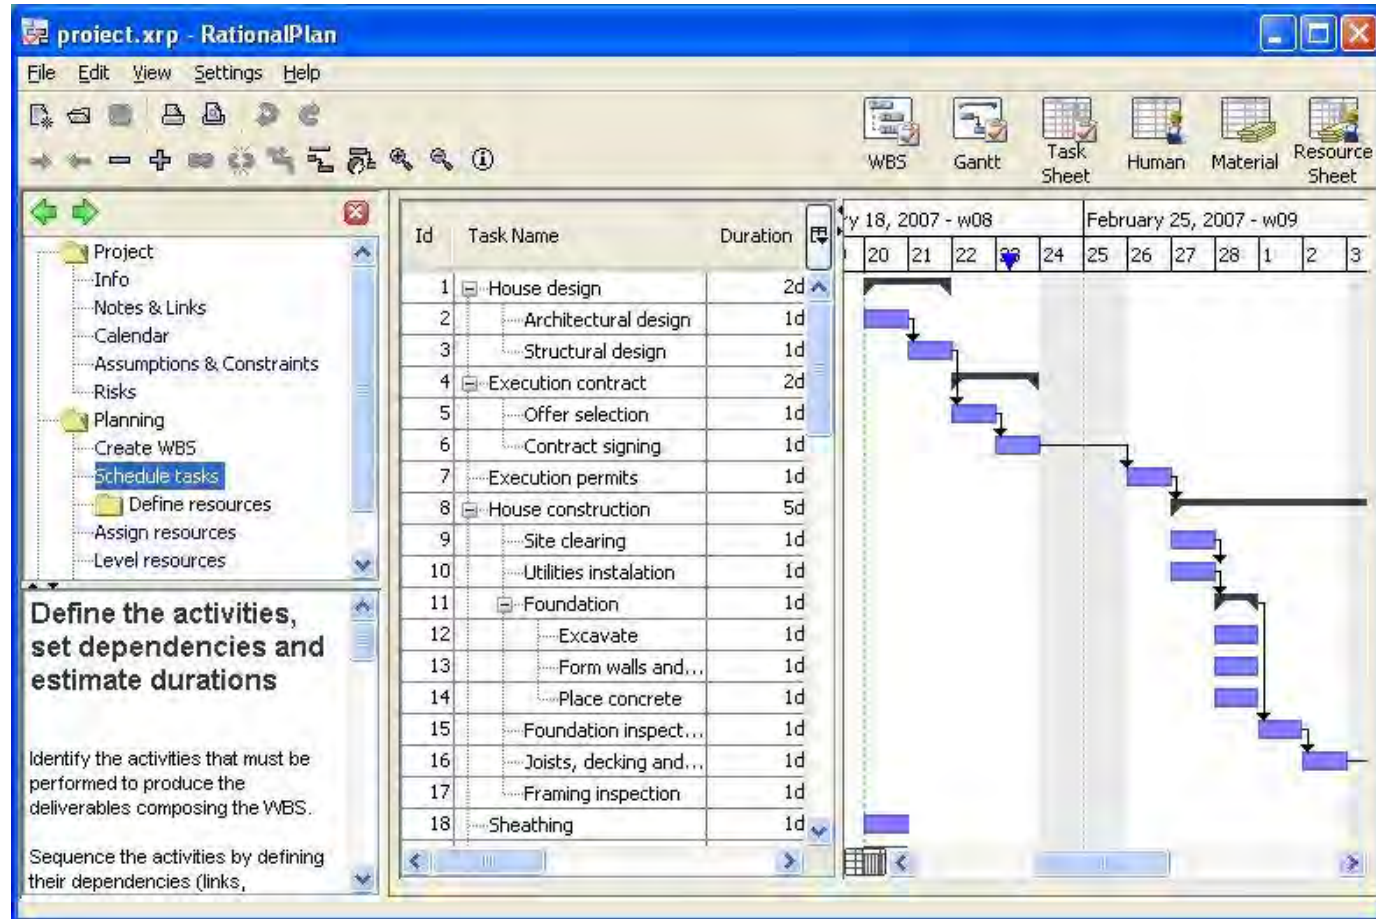 proiect.xrp - RationalPlan
File Edit View Settings Help
WBS Gantt Task Sheet Human Material Resource Sheet
Project
Info
Notes & Links
Calendar
Assumptions & Constraints
Risks
Planning
Create WBS
Schedule tasks
Define resources
Assign resources
Level resources
Define the activities,
set dependencies and
estimate durations
Identify the activities that must be
performed to produce the
deliverables composing the WBS.
Sequence the activities by defining
their dependencies (links,
Id Task Name Duration
1 House design 2d
2 Architectural design 1d
3 Structural design 1d
4 Execution contract 2d
5 Offer selection 1d
6 Contract signing 1d
7 Execution permits 1d
8 House construction 5d
9 Site clearing 1d
10 Utilities instalation 1d
11 Foundation 1d
12 Excavate 1d
13 Form walls and... 1d
14 Place concrete 1d
15 Foundation inspect... 1d
16 Joists, decking and... 1d
17 Framing inspection 1d
18 Sheathing 1d
y 18, 2007 - w08 February 25, 2007 - w09
20 21 22 23 24 25 26 27 28 1 2 3